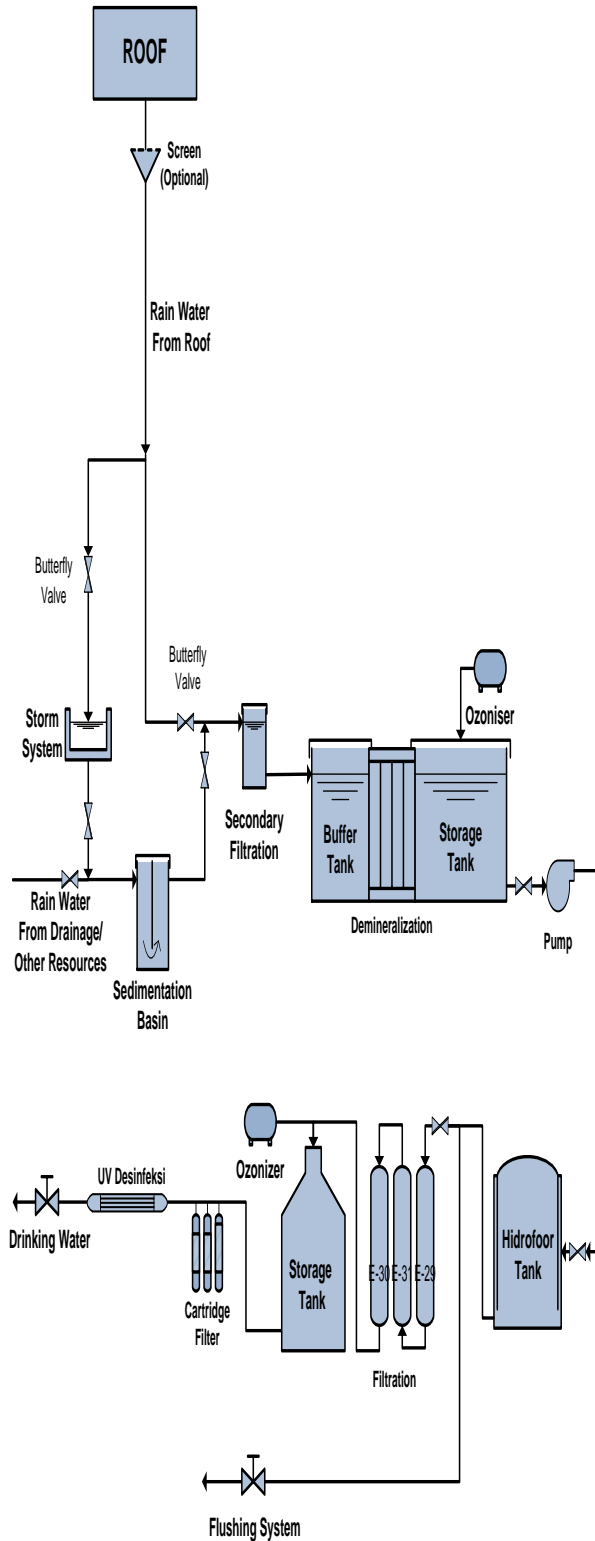 ROOF
Screen
(Optional)
Rain Water
From Roof
Butterfly
Valve
Butterfly
Valve
Ozoniser
Storm
System
Secondary
Filtration
Buffer
Tank
Storage
Tank
Demineralization
Pump
Rain Water
From Drainage/
Other Resources
Sedimentation
Basin
Ozonizer
UV Desinfeksi
Drinking Water
Cartridge
Filter
Storage
Tank
E-30
E-31
E-29
Filtration
Hidrofoor
Tank
Flushing System